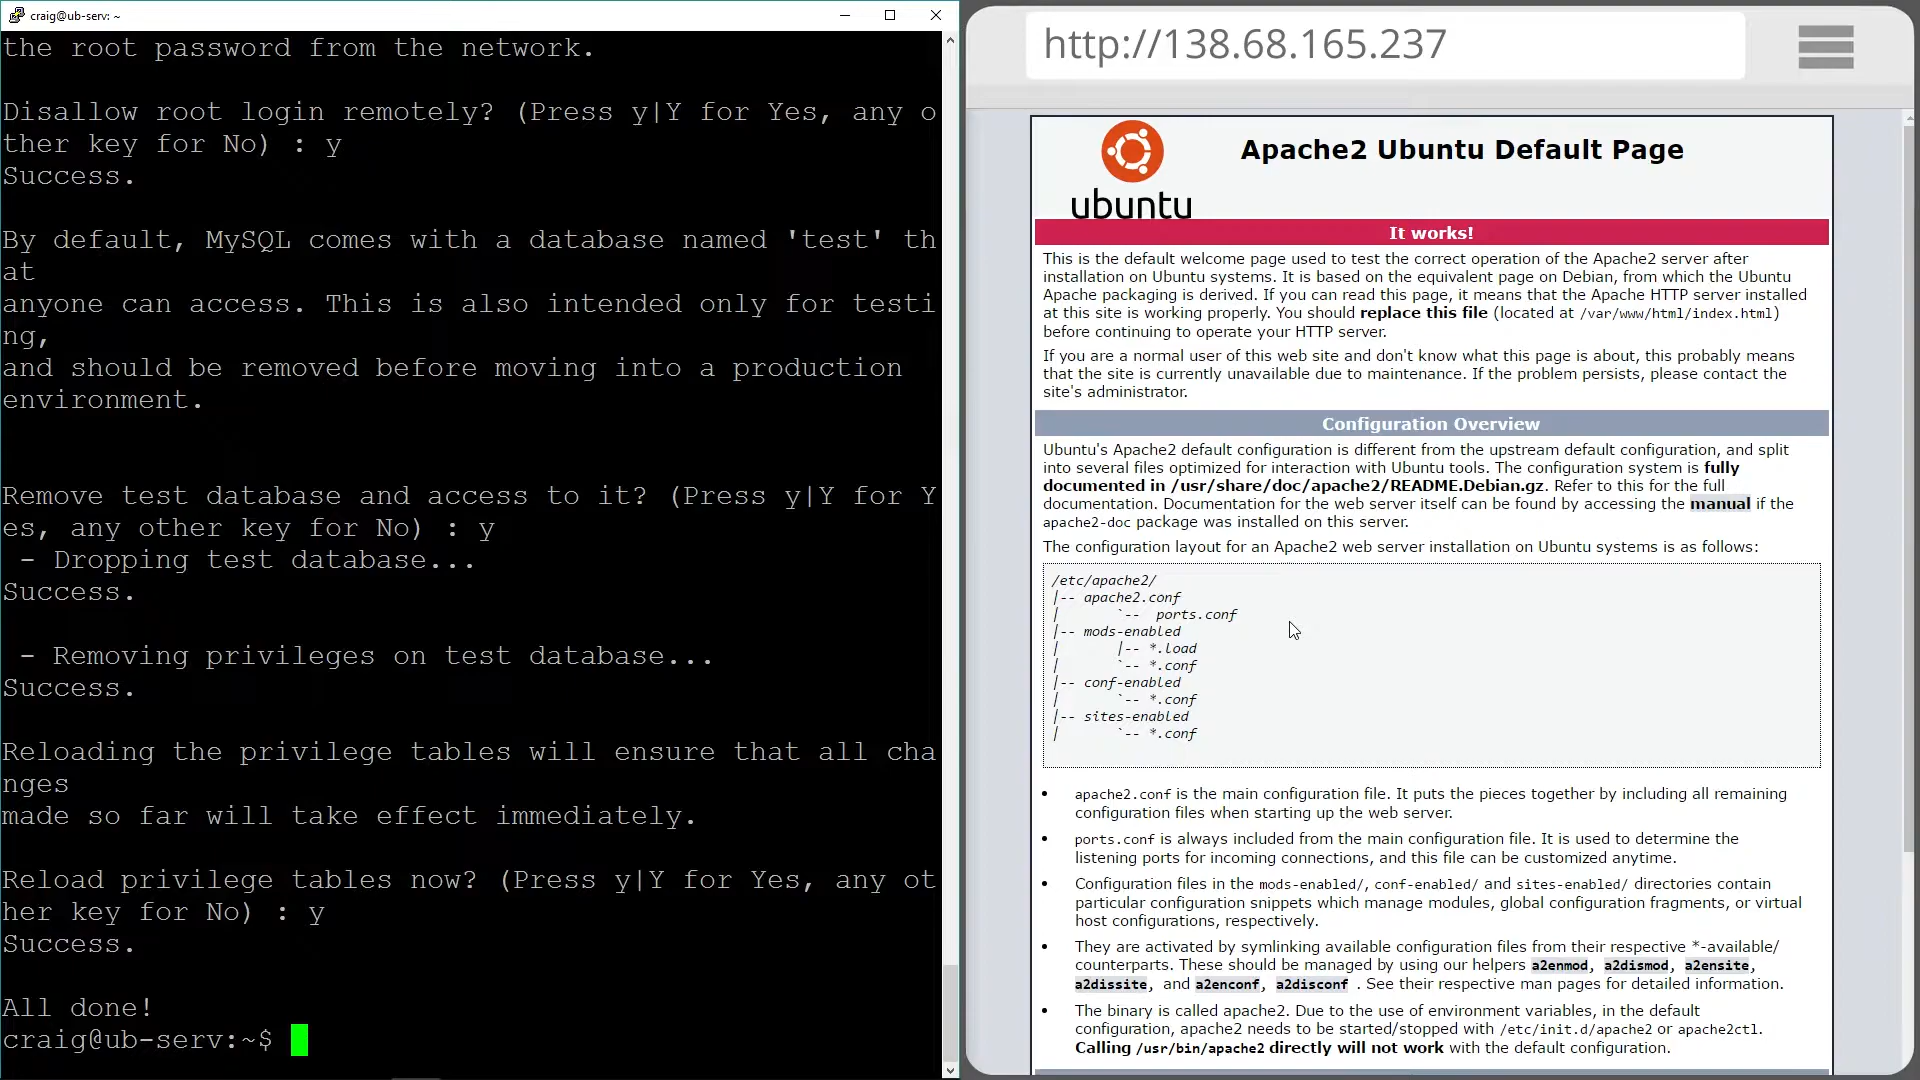 craig@ub-serv: ~
the root password from the network.
Disallow root login remotely? (Press y|Y for Yes, any o
ther key for No) : y
Success.
By default, MySQL comes with a database named 'test' th
at
anyone can access. This is also intended only for testi
ng,
and should be removed before moving into a production
environment.
Remove test database and access to it? (Press y|Y for Y
es, any other key for No) : y
- Dropping test database...
Success.
- Removing privileges on test database...
Success.
Reloading the privilege tables will ensure that all cha
nges
made so far will take effect immediately.
Reload privilege tables now? (Press y|Y for Yes, any ot
her key for No) : y
Success.
All done!
craig@ub-serv:~$
http://138.68.165.237
ubuntu
Apache2 Ubuntu Default Page
It works!
This is the default welcome page used to test the correct operation of the Apache2 server after
installation on Ubuntu systems. It is based on the equivalent page on Debian, from which the Ubuntu
Apache packaging is derived. If you can read this page, it means that the Apache HTTP server installed
at this site is working properly. You should replace this file (located at /var/www/html/index.html)
before continuing to operate your HTTP server.
If you are a normal user of this web site and don't know what this page is about, this probably means
that the site is currently unavailable due to maintenance. If the problem persists, please contact the
site's administrator.
Configuration Overview
Ubuntu's Apache2 default configuration is different from the upstream default configuration, and split
into several files optimized for interaction with Ubuntu tools. The configuration system is fully
documented in /usr/share/doc/apache2/README.Debian.gz. Refer to this for the full
documentation. Documentation for the web server itself can be found by accessing the manual if the
apache2-doc package was installed on this server.
The configuration layout for an Apache2 web server installation on Ubuntu systems is as follows:
/etc/apache2/
|-- apache2.conf
|       `--  ports.conf
|-- mods-enabled
|       |-- *.load
|       `-- *.conf
|-- conf-enabled
|       `-- *.conf
|-- sites-enabled
|       `-- *.conf
• apache2.conf is the main configuration file. It puts the pieces together by including all remaining
configuration files when starting up the web server.
• ports.conf is always included from the main configuration file. It is used to determine the
listening ports for incoming connections, and this file can be customized anytime.
• Configuration files in the mods-enabled/, conf-enabled/ and sites-enabled/ directories contain
particular configuration snippets which manage modules, global configuration fragments, or virtual
host configurations, respectively.
• They are activated by symlinking available configuration files from their respective *-available/
counterparts. These should be managed by using our helpers a2enmod, a2dismod, a2ensite,
a2dissite, and a2enconf, a2disconf . See their respective man pages for detailed information.
• The binary is called apache2. Due to the use of environment variables, in the default
configuration, apache2 needs to be started/stopped with /etc/init.d/apache2 or apache2ctl.
Calling /usr/bin/apache2 directly will not work with the default configuration.